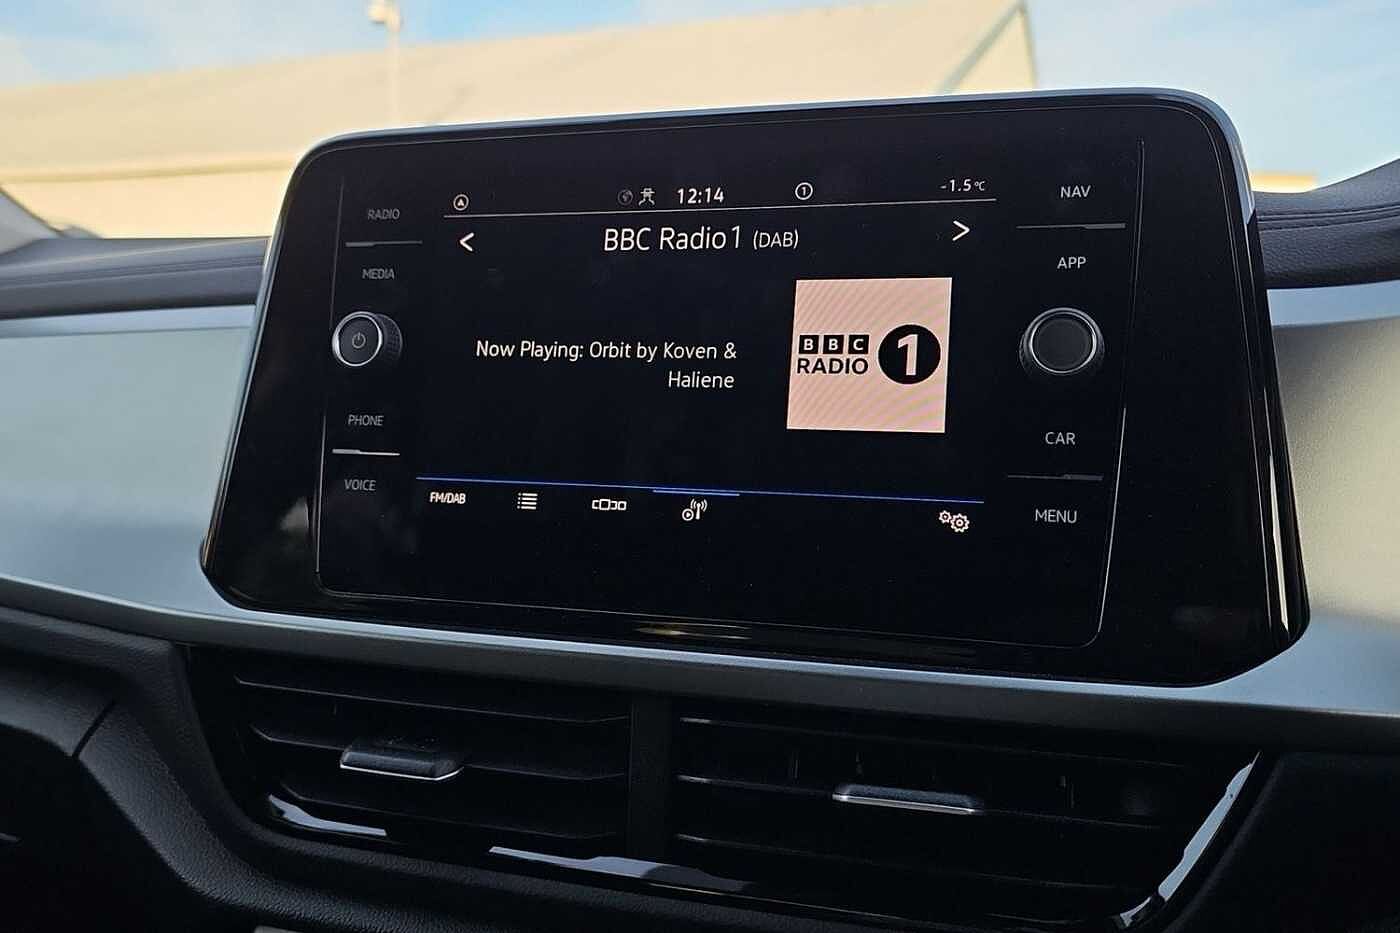 RADIO
MEDIA
PHONE
VOICE
12:14
1
-1.5°C
BBC Radio 1 (DAB)
Now Playing: Orbit by Koven &
Haliene
BBC
RADIO
1
FM/DAB
NAV
APP
CAR
MENU